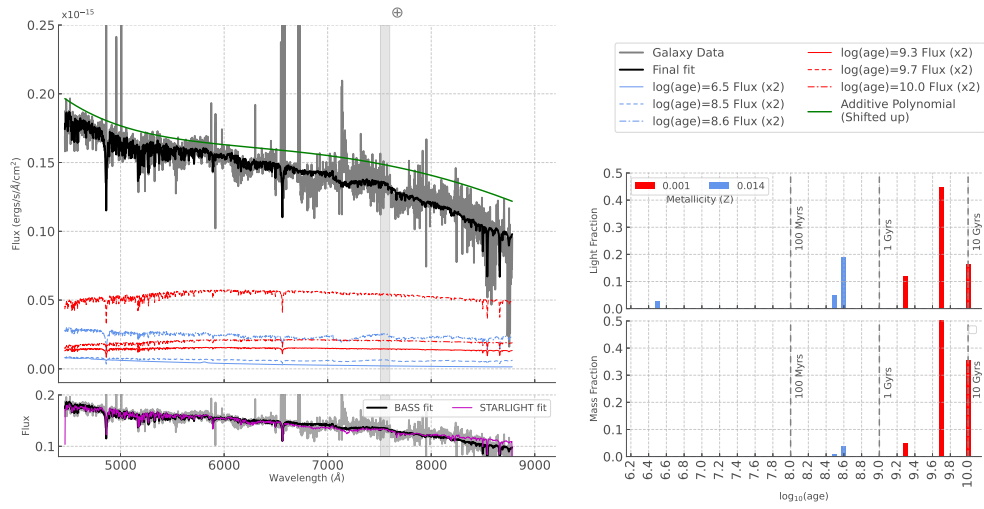 ×10⁻¹⁵
⊕
0.25
0.20
0.15
0.10
0.05
0.00
Flux (ergs/s/Å/cm²)
0.2
0.1
Flux
BASS fit
STARLIGHT fit
5000
6000
7000
8000
9000
Wavelength (Å)
Galaxy Data
Final fit
log(age)=6.5 Flux (x2)
log(age)=8.5 Flux (x2)
log(age)=8.6 Flux (x2)
log(age)=9.3 Flux (x2)
log(age)=9.7 Flux (x2)
log(age)=10.0 Flux (x2)
Additive Polynomial
(Shifted up)
0.5
0.4
0.3
0.2
0.1
0.0
Light Fraction
0.001
0.014
Metallicity (Z)
100 Myrs
1 Gyrs
10 Gyrs
0.5
0.4
0.3
0.2
0.1
0.0
Mass Fraction
100 Myrs
1 Gyrs
10 Gyrs
6.2
6.4
6.6
6.8
7.0
7.2
7.4
7.6
7.8
8.0
8.2
8.4
8.6
8.8
9.0
9.2
9.4
9.6
9.8
10.0
log₁₀(age)